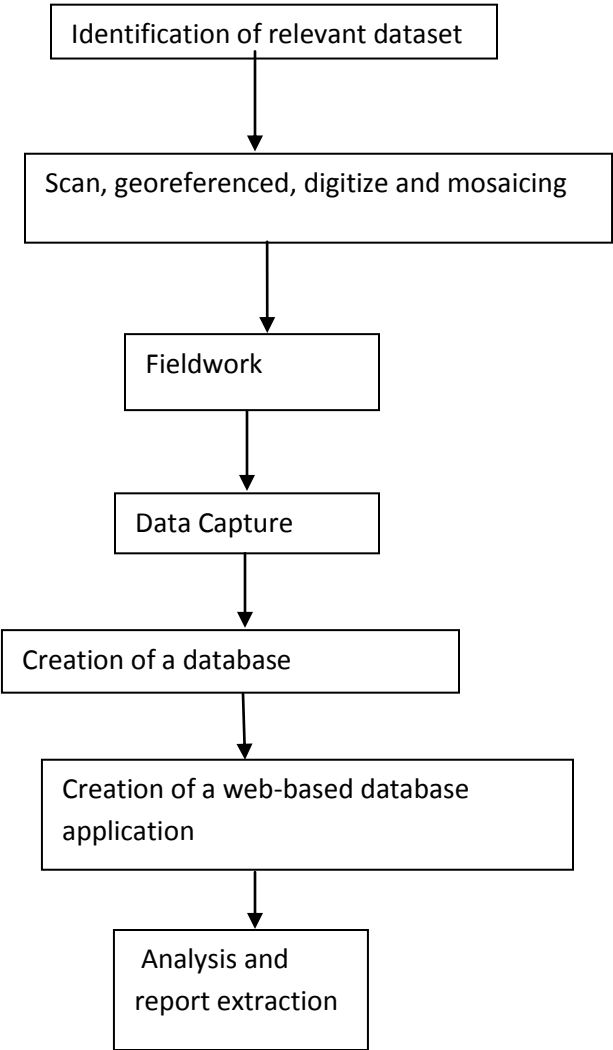 Identification of relevant dataset
Scan, georeferenced, digitize and mosaicing
Fieldwork
Data Capture
Creation of a database
Creation of a web-based database
application
Analysis and
report extraction